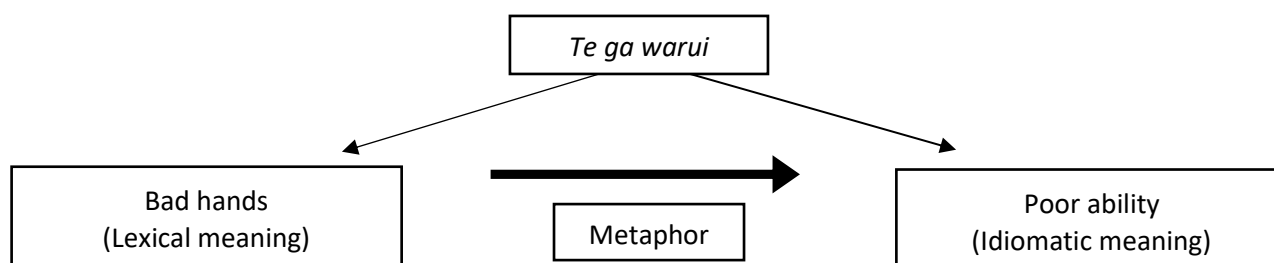 Te ga warui
Bad hands
(Lexical meaning)
Metaphor
Poor ability
(Idiomatic meaning)